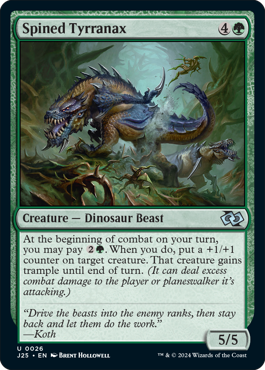 Spined Tyrranax 4
Creature — Dinosaur Beast
At the beginning of combat on your turn,
you may pay 2. When you do, put a +1/+1
counter on target creature. That creature gains
trample until end of turn. (It can deal excess
combat damage to the player or planeswalker it's
attacking.)
"Drive the beasts into the enemy ranks, then stay
back and let them do the work."
—Koth
5/5
U 0026
J25 • EN Brent Hollowell
™ & © 2024 Wizards of the Coast